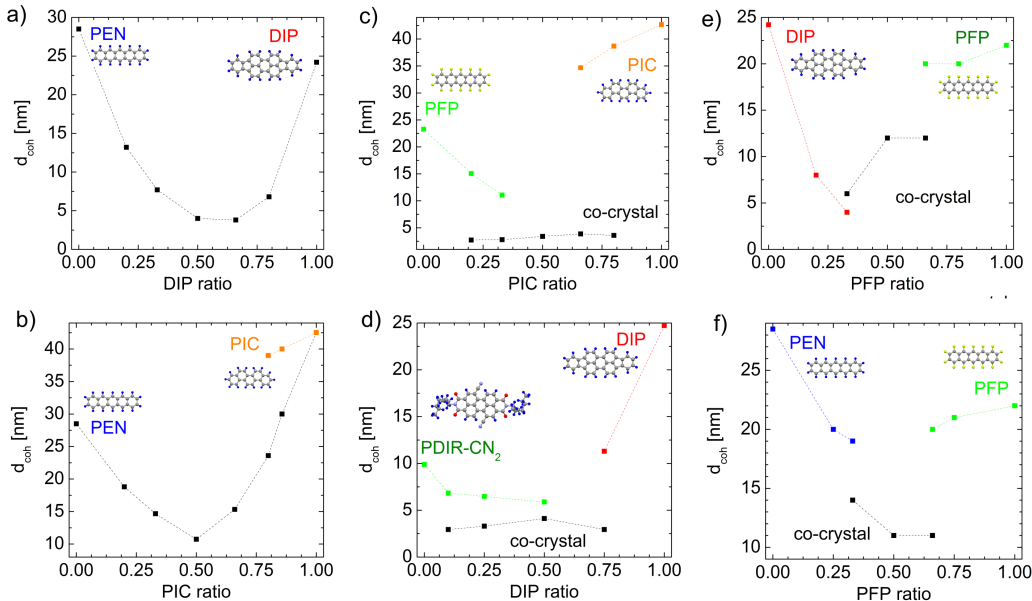 a)
PEN
DIP
d_coh [nm]
30
25
20
15
10
5
0
0.00 0.25 0.50 0.75 1.00
DIP ratio
c)
PIC
PFP
co-crystal
d_coh [nm]
40
35
30
25
20
15
10
5
0.00 0.25 0.50 0.75 1.00
PIC ratio
e)
DIP
PFP
co-crystal
d_coh [nm]
25
20
15
10
5
0
0.00 0.25 0.50 0.75 1.00
PFP ratio
b)
PIC
PEN
d_coh [nm]
40
35
30
25
20
15
10
0.00 0.25 0.50 0.75 1.00
PIC ratio
d)
DIP
PDIR-CN₂
co-crystal
d_coh [nm]
25
20
15
10
5
0
0.00 0.25 0.50 0.75 1.00
DIP ratio
f)
PEN
PFP
co-crystal
d_coh [nm]
25
20
15
10
0.00 0.25 0.50 0.75 1.00
PFP ratio